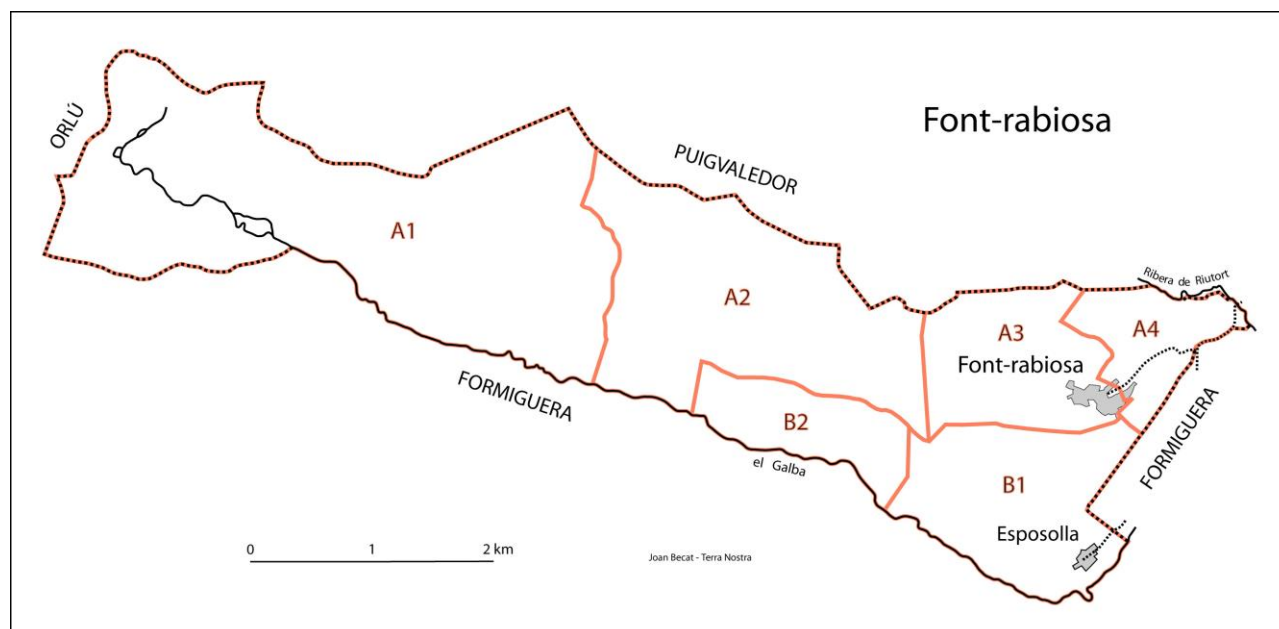 Font-rabiosa
ORLÚ
PUIGVALEDOR
A1
Ribera de Riutort
A2
A3
A4
Font-rabiosa
FORMIGUERA
B2
FORMIGUERA
el Galba
B1
Esposolla
0 1 2 km
Joan Becat - Terra Nostra